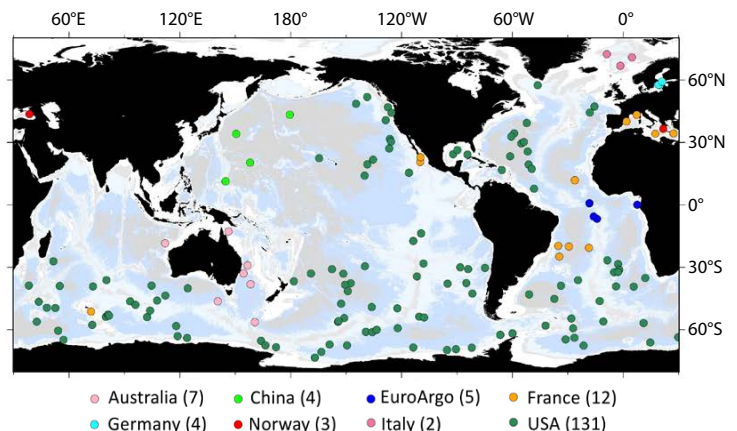 60°E 120°E 180° 120°W 60°W 0°
60°N
30°N
0°
30°S
60°S
Australia (7) China (4) EuroArgo (5) France (12)
Germany (4) Norway (3) Italy (2) USA (131)